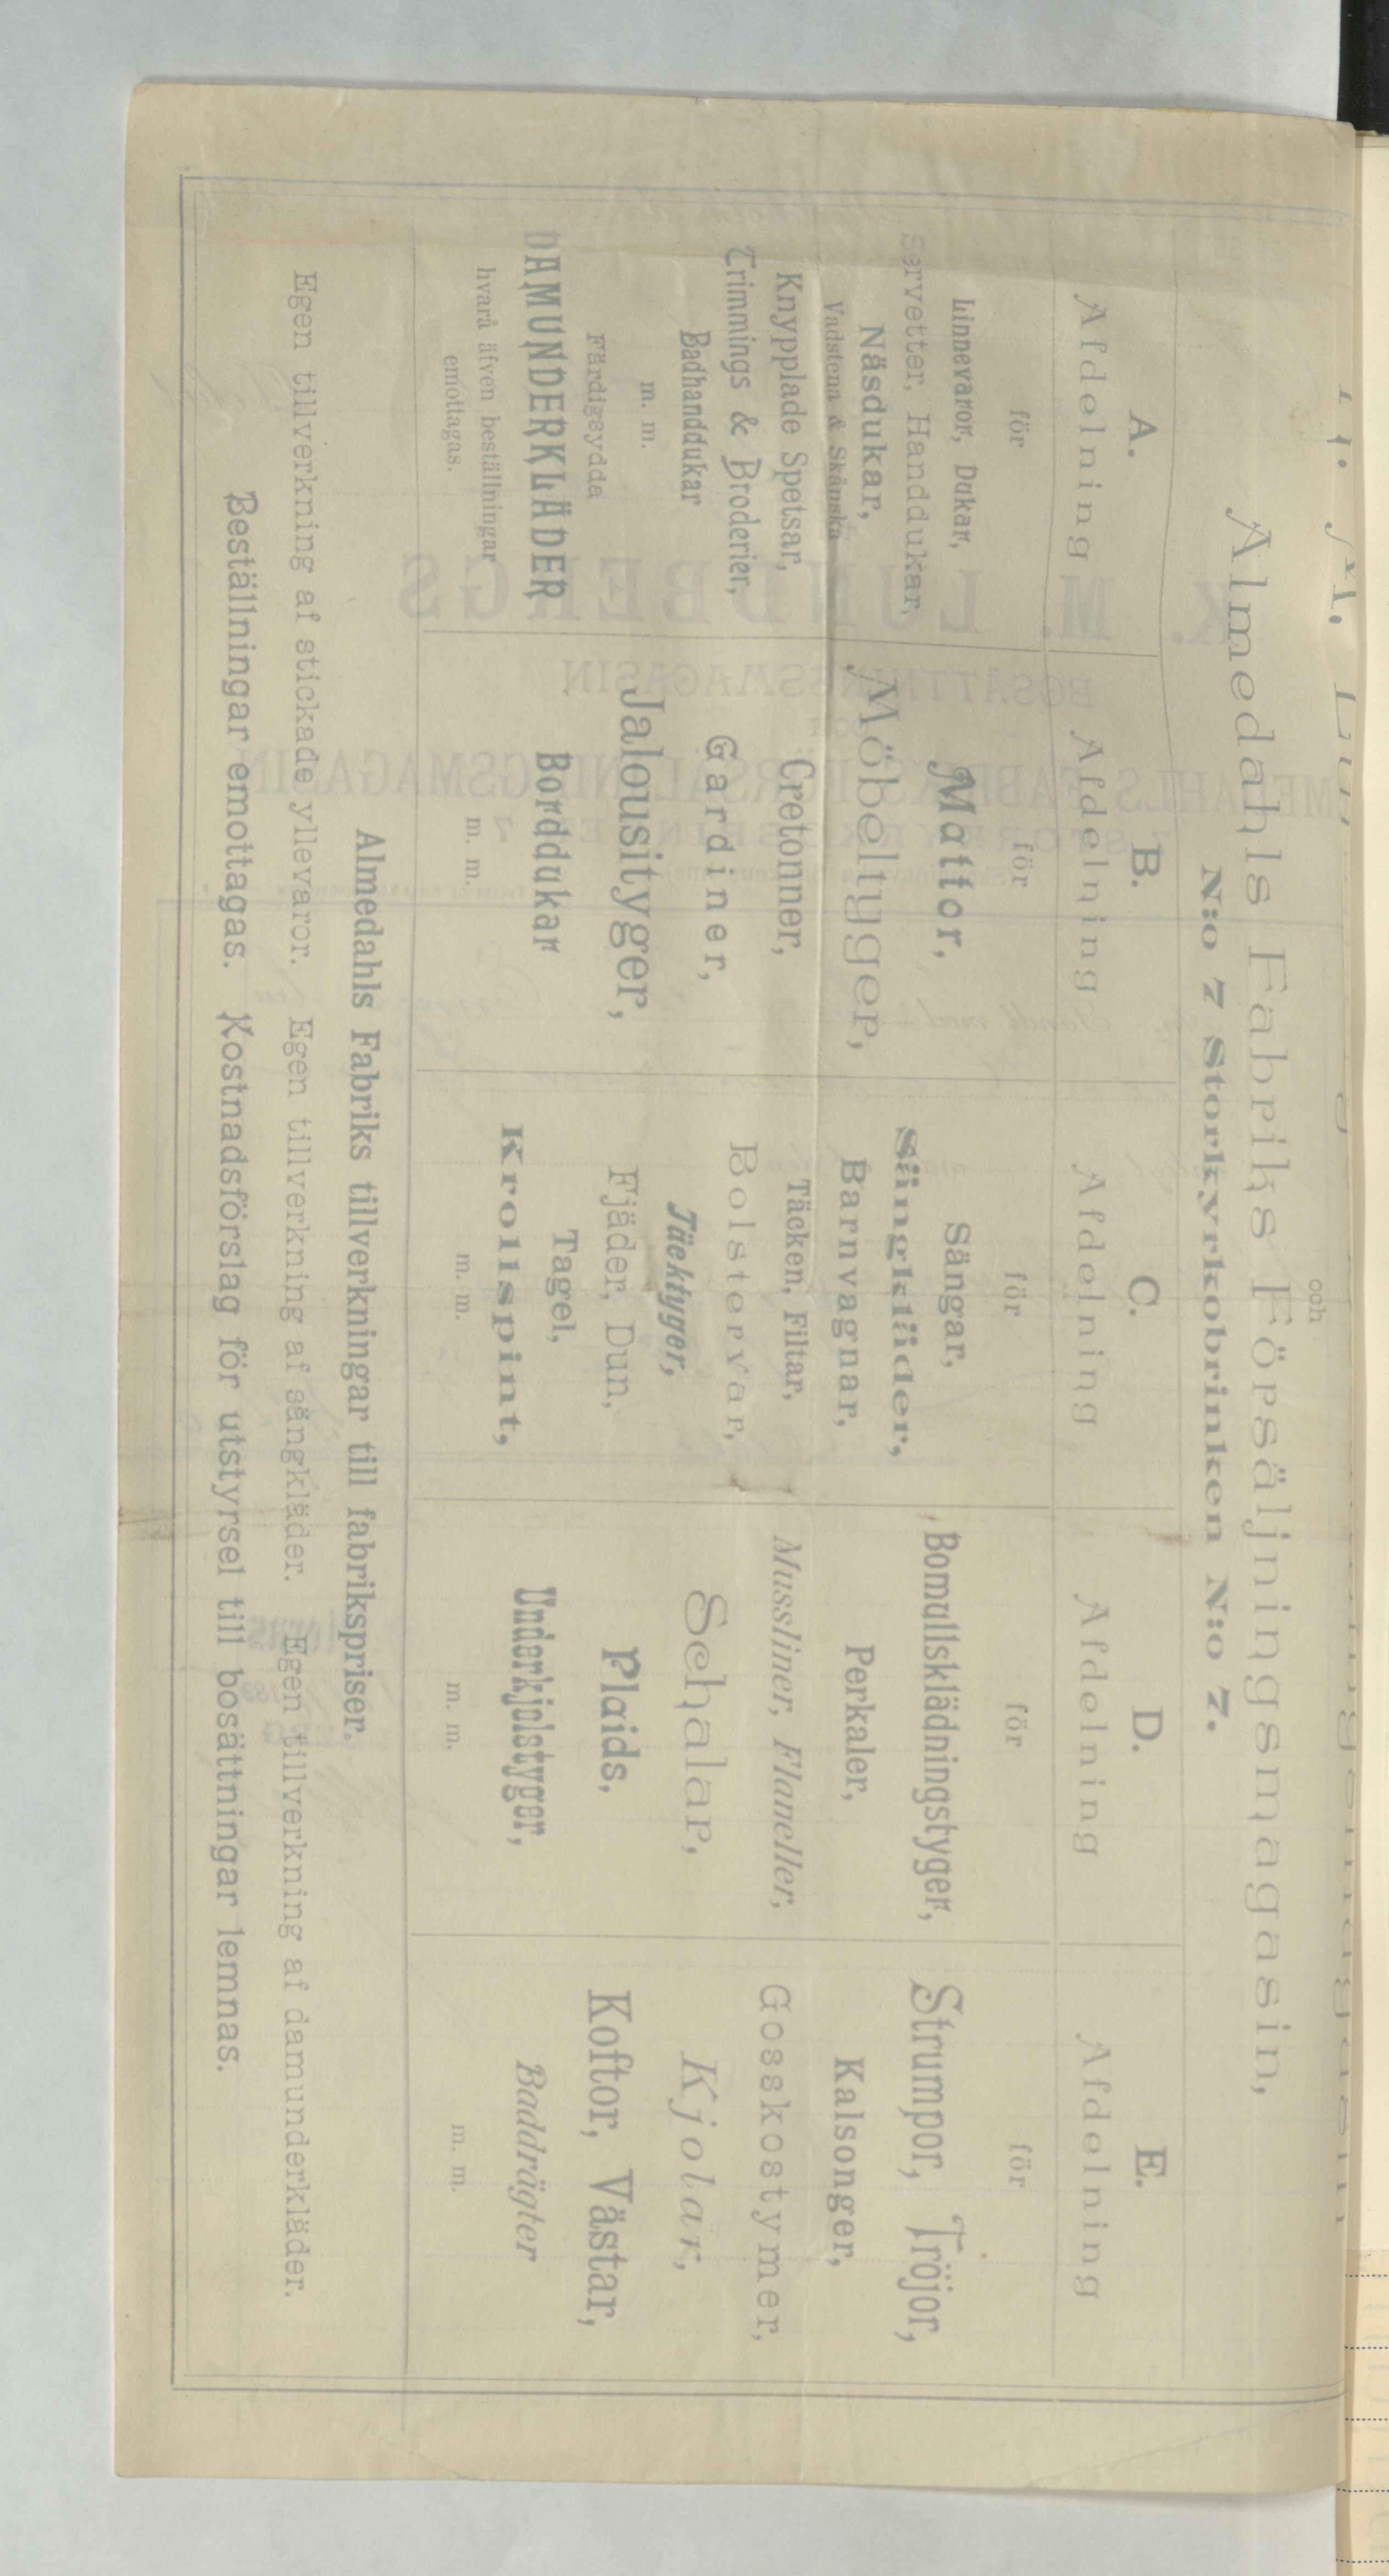 och
Almedahls Fabriks Försäljningsmagasin,
N:o 7 Storkyrkobrinken N:o 7.
A.
Afdelning
för
Linnevaror, Dukar,
Servetter, Handdukar,
Näsdukar,
Vadstena & Skånska
Knypplade Spetsar,
Trimmings & Broderier,
Badhanddukar
m. m.
Färdigsydda
DAMUNDERKLÄDER
hvarå äfven beställningar
emottagas.
B.
Afdelning
för
Mattor,
Möbeltyger,
Cretonner,
Gardiner,
Jalousityger,
Borddukar
m. m.
C.
Afdelning
för
Sängar,
Sängkläder,
Barnvagnar,
Täcken, Filtar,
Bolstervar,
Täcktyger,
Fjäder, Dun,
Tagel,
Krollspint,
m. m.
D.
Afdelning
för
Bomullsklädningstyger,
Perkaler,
Mussliner, Flaneller,
Schalar,
Plaids,
Underkjolstyger,
m. m.
E.
Afdelning
för
Strumpor, Tröjor,
Kalsonger,
Gosskostymer,
Kjolar,
Koftor, Västar,
Baddrägter
m. m.
Almedahls Fabriks tillverkningar till fabrikspriser.
Egen tillverkning af stickade yllevaror. Egen tillverkning af sängkläder. Egen tillverkning af damunderkläder.
Beställningar emottagas. Kostnadsförslag för utstyrsel till bosättningar lemnas.
K. M. LUNDBERGS
BOSÄTTNINGSMAGASIN